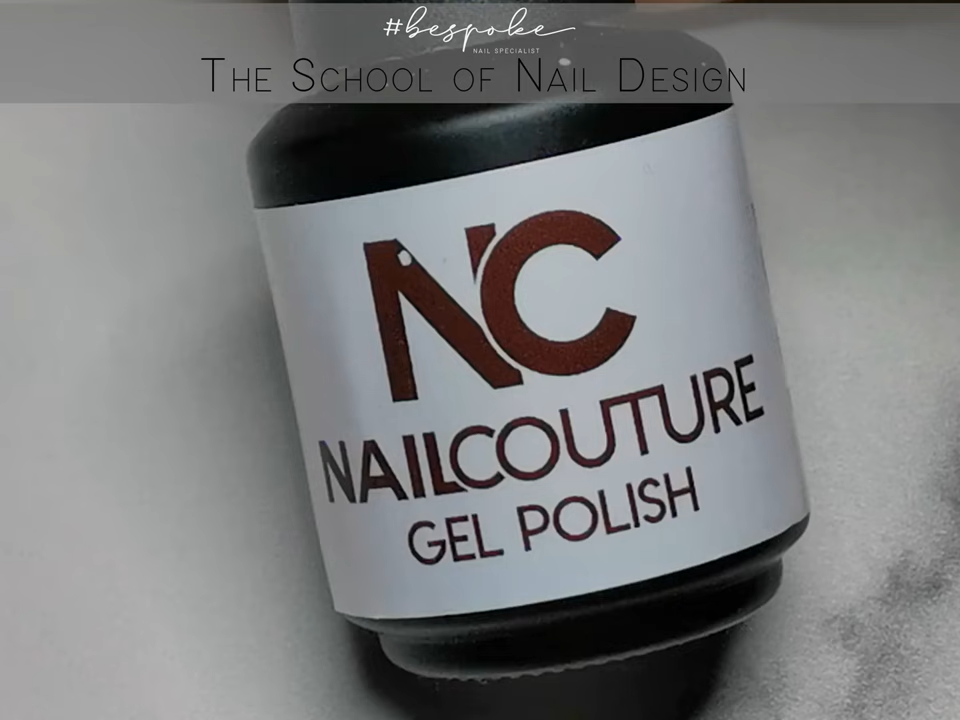 #bespoke
NAIL SPECIALIST
The School of Nail Design
NC
NAILCOUTURE
GEL POLISH